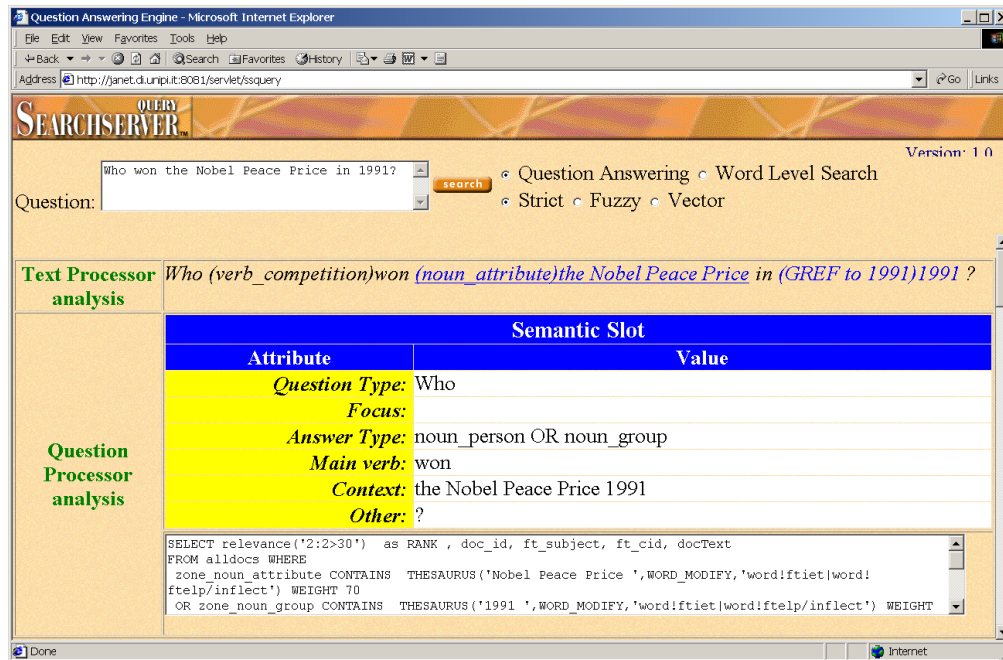 Question Answering Engine - Microsoft Internet Explorer
File Edit View Favorites Tools Help
Back Search Favorites History
Address http://janet.di.unipi.it:8081/servlet/ssquery Go Links
QUERY
SEARCHSERVER TM
Version: 1.0
Question: Who won the Nobel Peace Price in 1991? search Question Answering Word Level Search
Strict Fuzzy Vector
Text Processor analysis Who (verb_competition)won (noun_attribute)the Nobel Peace Price in (GREF to 1991)1991 ?
Question Processor analysis
Semantic Slot
Attribute Value
Question Type: Who
Focus:
Answer Type: noun_person OR noun_group
Main verb: won
Context: the Nobel Peace Price 1991
Other: ?
SELECT relevance('2:2>30') as RANK , doc_id, ft_subject, ft_cid, docText
FROM alldocs WHERE
zone_noun_attribute CONTAINS THESAURUS('Nobel Peace Price ',WORD_MODIFY,'word!ftiet|word!
ftelp/inflect') WEIGHT 70
OR zone_noun_group CONTAINS THESAURUS('1991 ',WORD_MODIFY,'word!ftiet|word!ftelp/inflect') WEIGHT
Done Internet